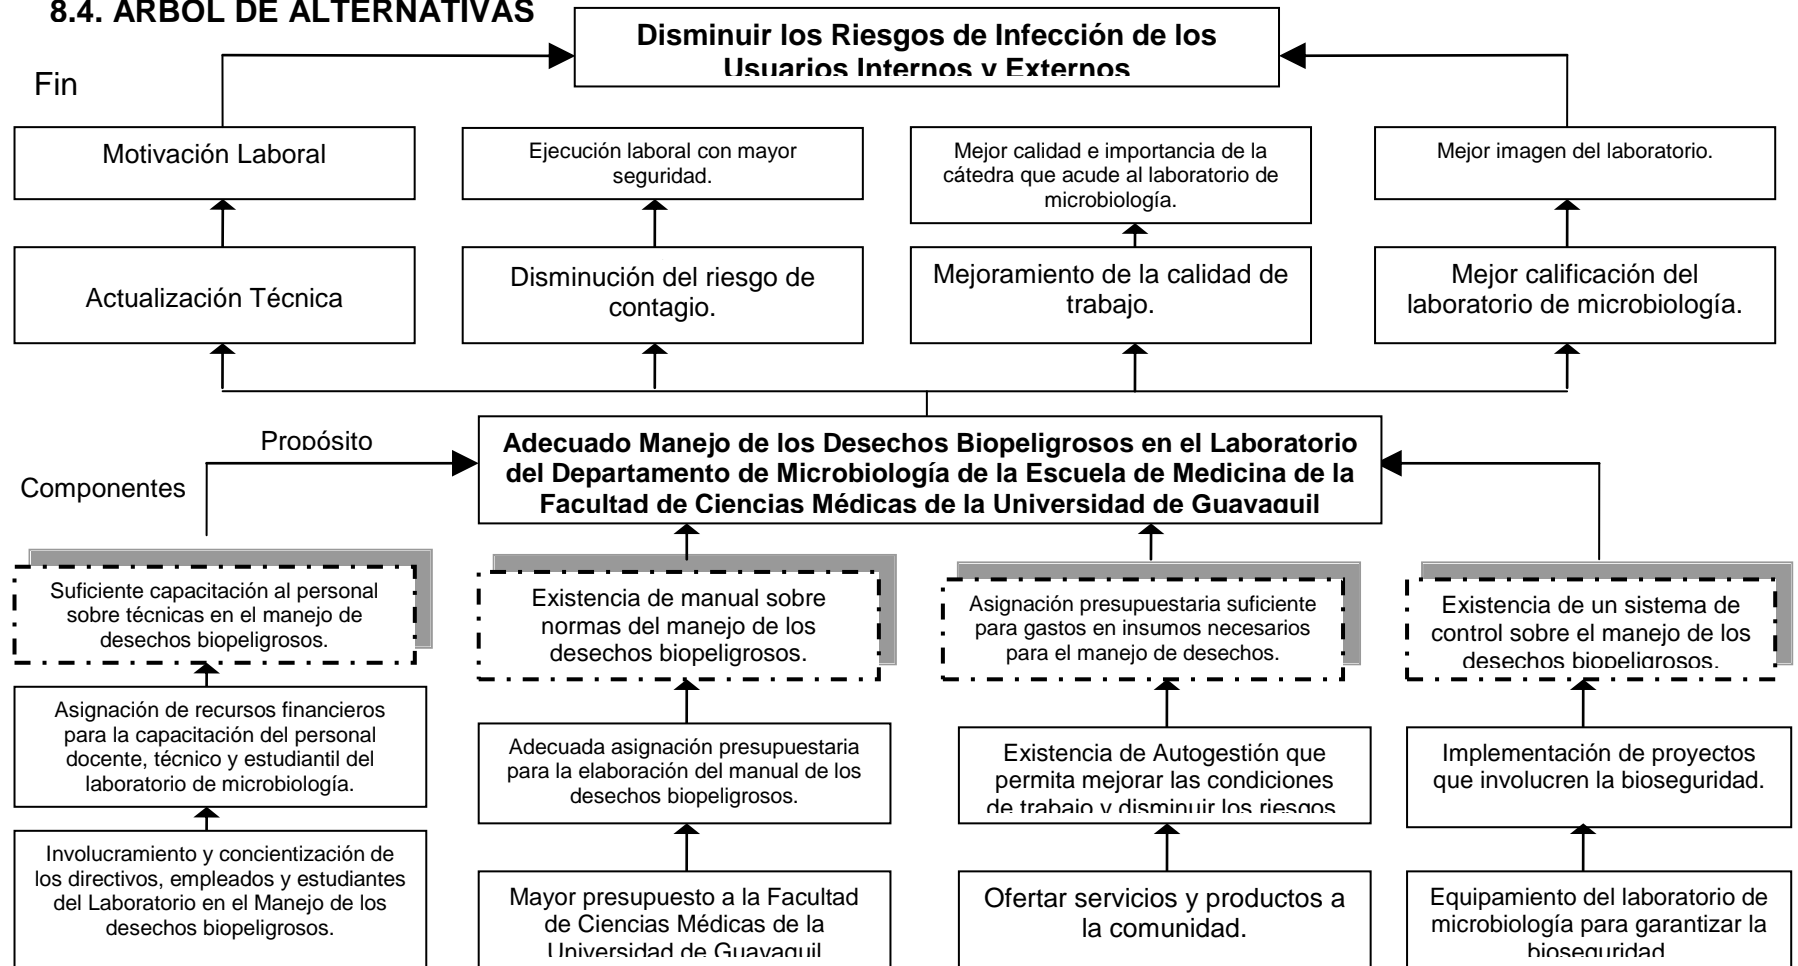 8.4. ARBOL DE ALTERNATIVAS
Disminuir los Riesgos de Infección de los
Usuarios Internos y Externos
Fin
Motivación Laboral
Ejecución laboral con mayor
seguridad.
Mejor calidad e importancia de la
cátedra que acude al laboratorio de
microbiología.
Mejor imagen del laboratorio.
Actualización Técnica
Disminución del riesgo de
contagio.
Mejoramiento de la calidad de
trabajo.
Mejor calificación del
laboratorio de microbiología.
Propósito
Adecuado Manejo de los Desechos Biopeligrosos en el Laboratorio
del Departamento de Microbiología de la Escuela de Medicina de la
Facultad de Ciencias Médicas de la Universidad de Guayaquil
Componentes
Suficiente capacitación al personal
sobre técnicas en el manejo de
desechos biopeligrosos.
Existencia de manual sobre
normas del manejo de los
desechos biopeligrosos.
Asignación presupuestaria suficiente
para gastos en insumos necesarios
para el manejo de desechos.
Existencia de un sistema de
control sobre el manejo de los
desechos biopeligrosos.
Asignación de recursos financieros
para la capacitación del personal
docente, técnico y estudiantil del
laboratorio de microbiología.
Adecuada asignación presupuestaria
para la elaboración del manual de los
desechos biopeligrosos.
Existencia de Autogestión que
permita mejorar las condiciones
de trabajo y disminuir los riesgos
Implementación de proyectos
que involucren la bioseguridad.
Involucramiento y concientización de
los directivos, empleados y estudiantes
del Laboratorio en el Manejo de los
desechos biopeligrosos.
Mayor presupuesto a la Facultad
de Ciencias Médicas de la
Universidad de Guayaquil
Ofertar servicios y productos a
la comunidad.
Equipamiento del laboratorio de
microbiología para garantizar la
bioseguridad